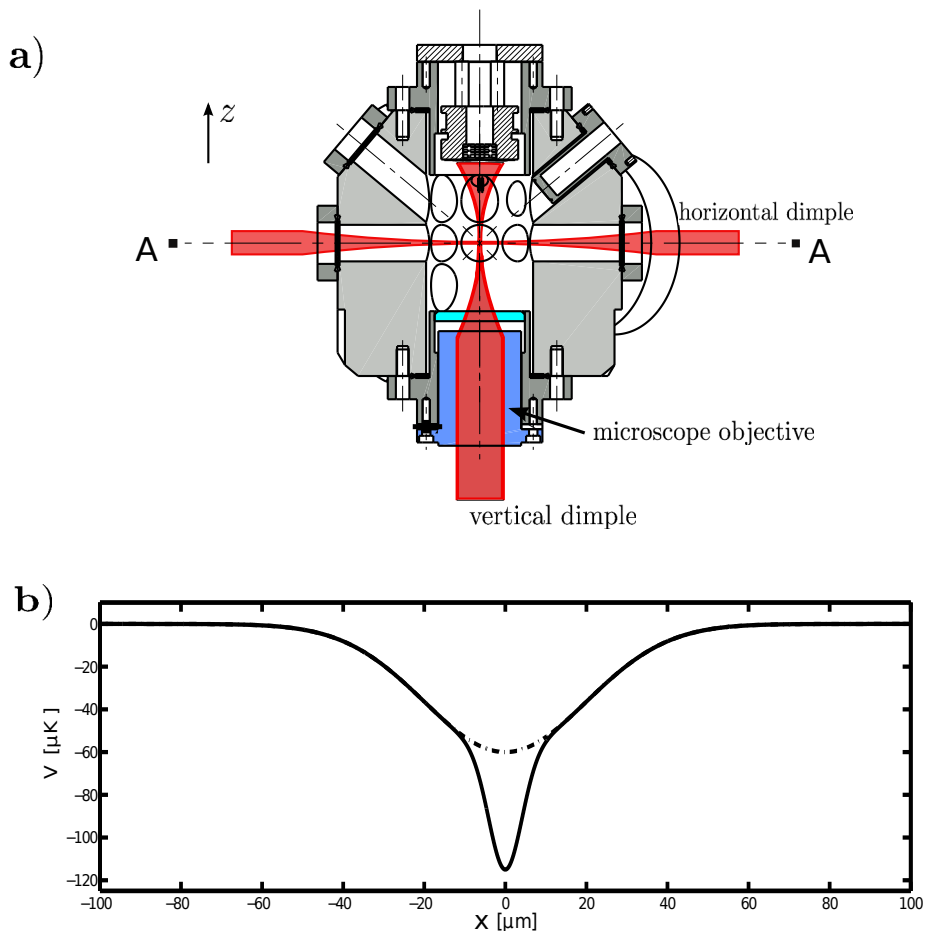 a)
z
horizontal dimple
A
A
microscope objective
vertical dimple
b)
0
−20
−40
−60
−80
−100
−120
V [μK ]
−100 −80 −60 −40 −20 0 20 40 60 80 100
X [μm]